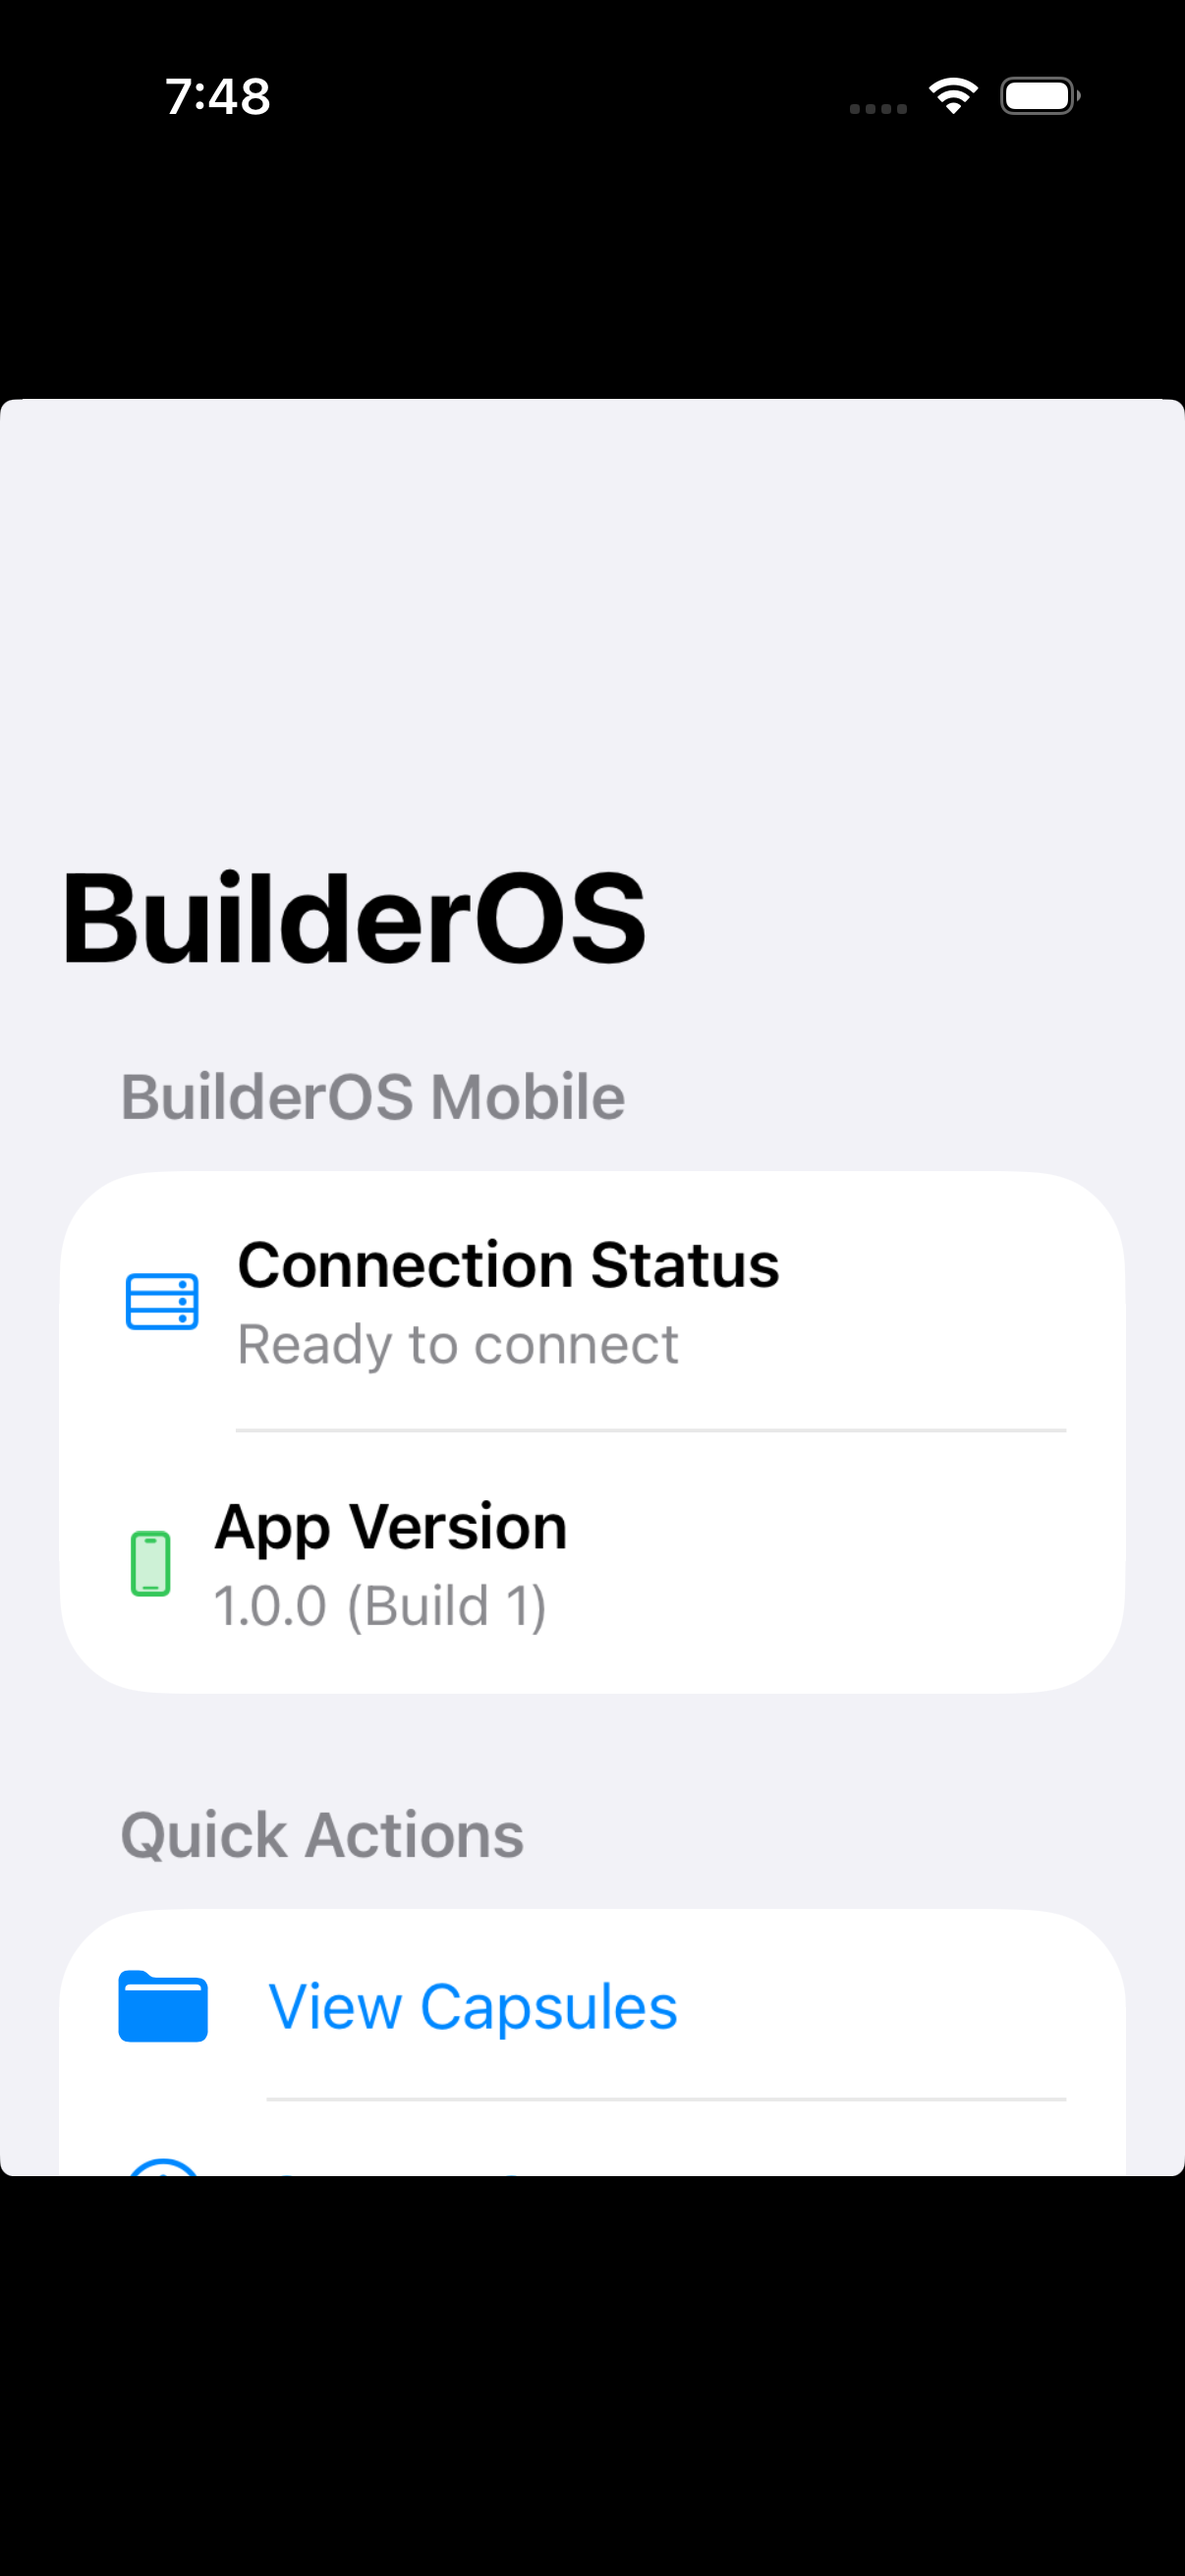 7:48
BuilderOS
BuilderOS Mobile
Connection Status
Ready to connect
App Version
1.0.0 (Build 1)
Quick Actions
View Capsules